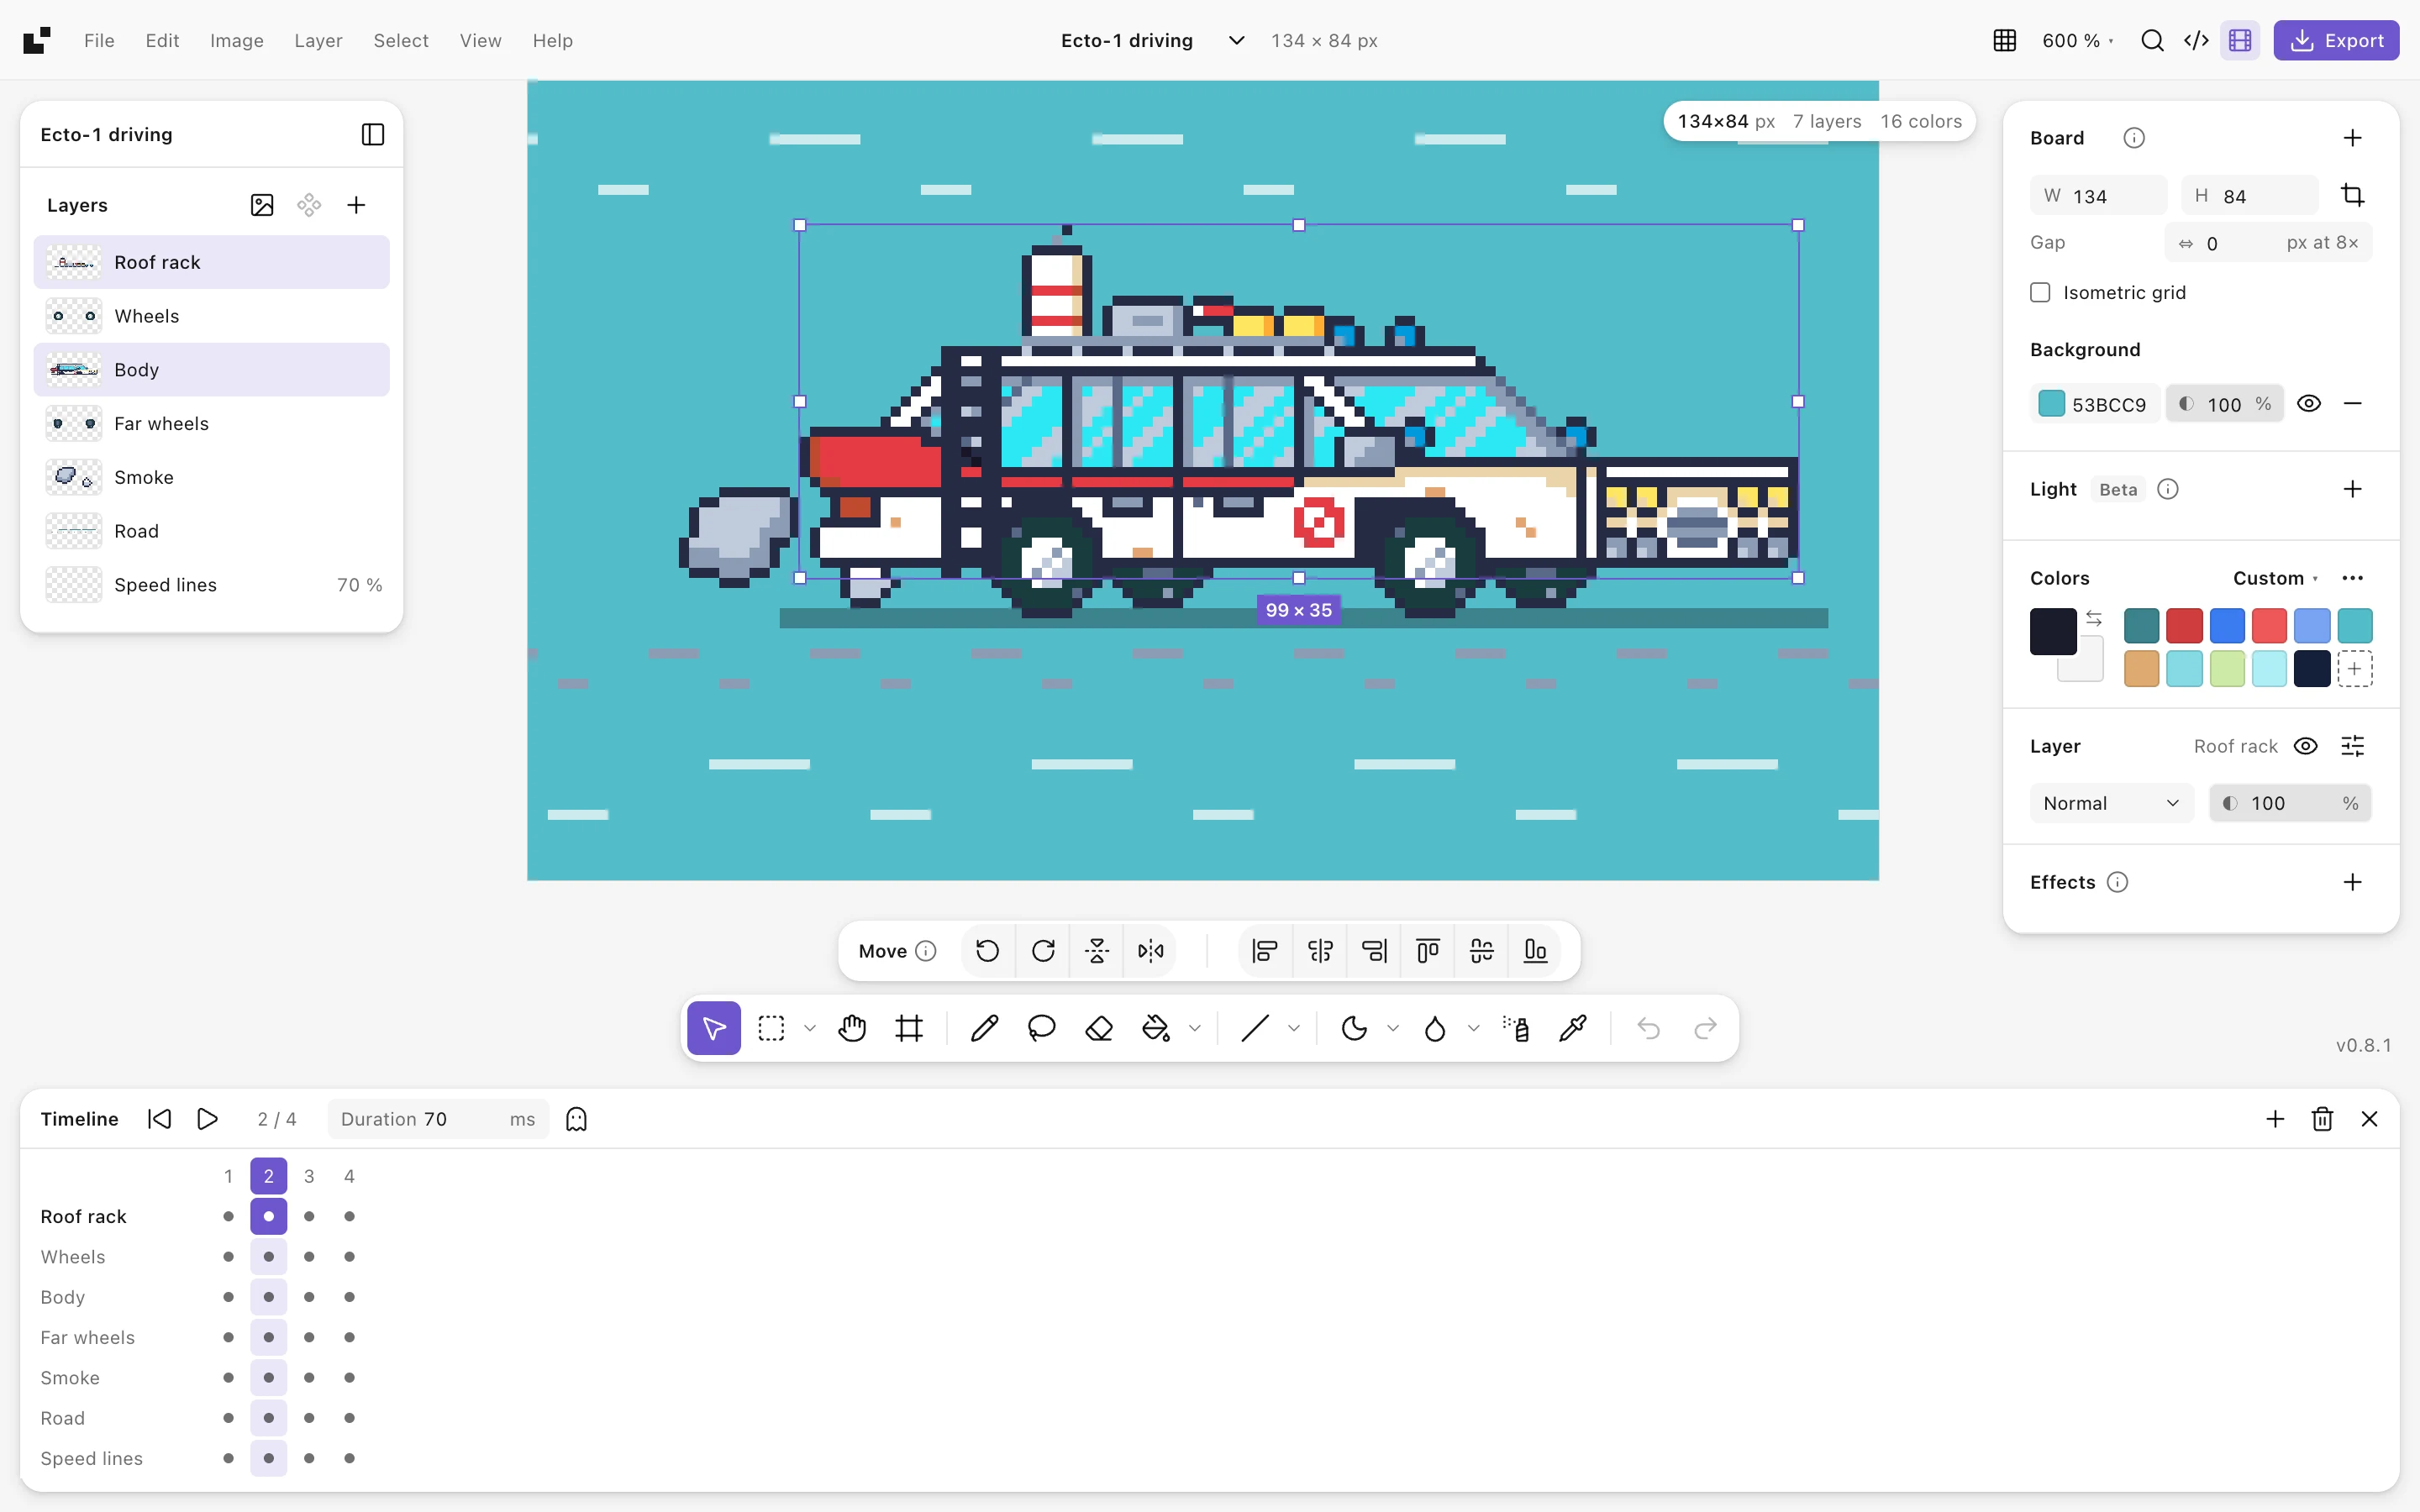 File Edit Image Layer Select View Help
Ecto-1 driving 134 × 84 px
600 % Export
Ecto-1 driving
Layers
Roof rack
Wheels
Body
Far wheels
Smoke
Road
Speed lines 70 %
134×84 px 7 layers 16 colors
99 × 35
Board
W 134 H 84
Gap 0 px at 8×
Isometric grid
Background
53BCC9 100 %
Light Beta
Colors Custom
Layer Roof rack
Normal 100 %
Effects
Move
v0.8.1
Timeline 2 / 4 Duration 70 ms
1 2 3 4
Roof rack
Wheels
Body
Far wheels
Smoke
Road
Speed lines